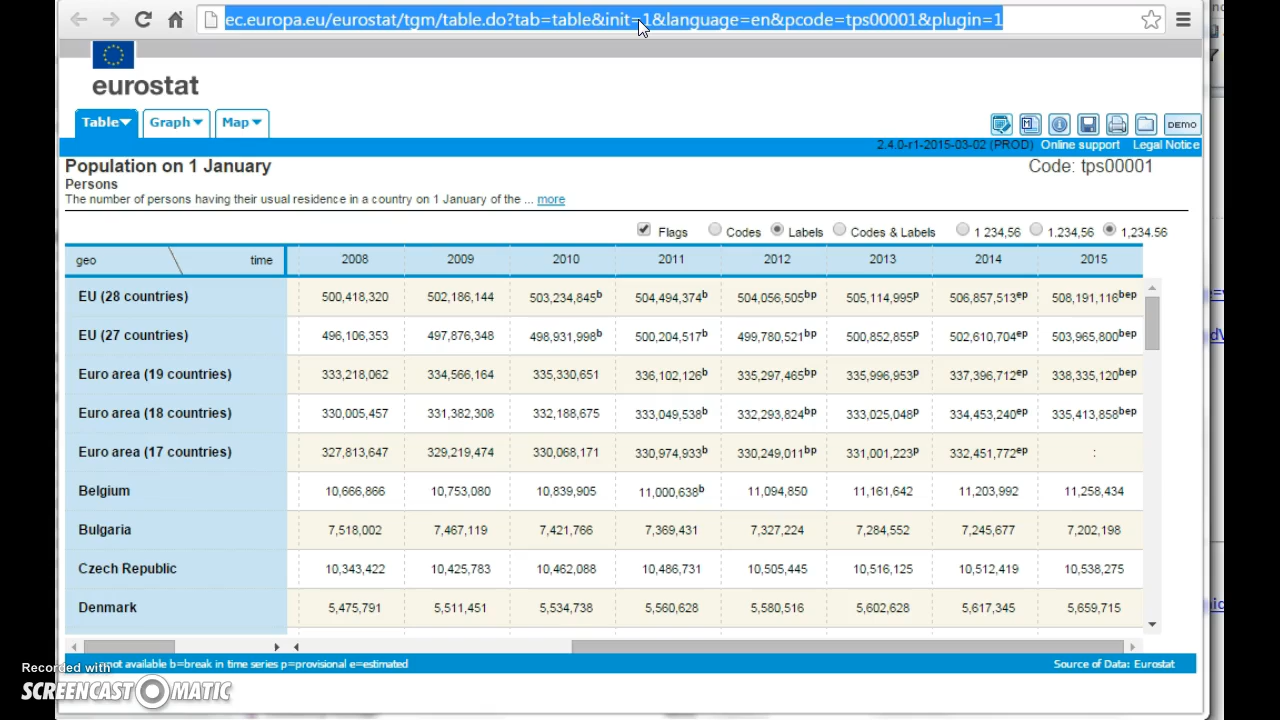 ec.europa.eu/eurostat/tgm/table.do?tab=table&init=1&language=en&pcode=tps00001&plugin=1
eurostat
Table Graph Map
DEMO
2.4.0-r1-2015-03-02 (PROD) Online support Legal Notice
Population on 1 January Code: tps00001
Persons
The number of persons having their usual residence in a country on 1 January of the ... more
Flags Codes Labels Codes & Labels 1 234,56 1.234,56 1,234.56
geo time 2008 2009 2010 2011 2012 2013 2014 2015
EU (28 countries) 500,418,320 502,186,144 503,234,845b 504,494,374b 504,056,505bp 505,114,995p 506,857,513ep 508,191,116bep
EU (27 countries) 496,106,353 497,876,348 498,931,998b 500,204,517b 499,780,521bp 500,852,855p 502,610,704ep 503,965,800bep
Euro area (19 countries) 333,218,062 334,566,164 335,330,651 336,102,126b 335,297,465bp 335,996,953p 337,396,712ep 338,335,120bep
Euro area (18 countries) 330,005,457 331,382,308 332,188,675 333,049,538b 332,293,824bp 333,025,048p 334,453,240ep 335,413,858bep
Euro area (17 countries) 327,813,647 329,219,474 330,068,171 330,974,933b 330,249,011bp 331,001,223p 332,451,772ep :
Belgium 10,666,866 10,753,080 10,839,905 11,000,638b 11,094,850 11,161,642 11,203,992 11,258,434
Bulgaria 7,518,002 7,467,119 7,421,766 7,369,431 7,327,224 7,284,552 7,245,677 7,202,198
Czech Republic 10,343,422 10,425,783 10,462,088 10,486,731 10,505,445 10,516,125 10,512,419 10,538,275
Denmark 5,475,791 5,511,451 5,534,738 5,560,628 5,580,516 5,602,628 5,617,345 5,659,715
not available b=break in time series p=provisional e=estimated Source of Data: Eurostat
Recorded with
SCREENCAST MATIC